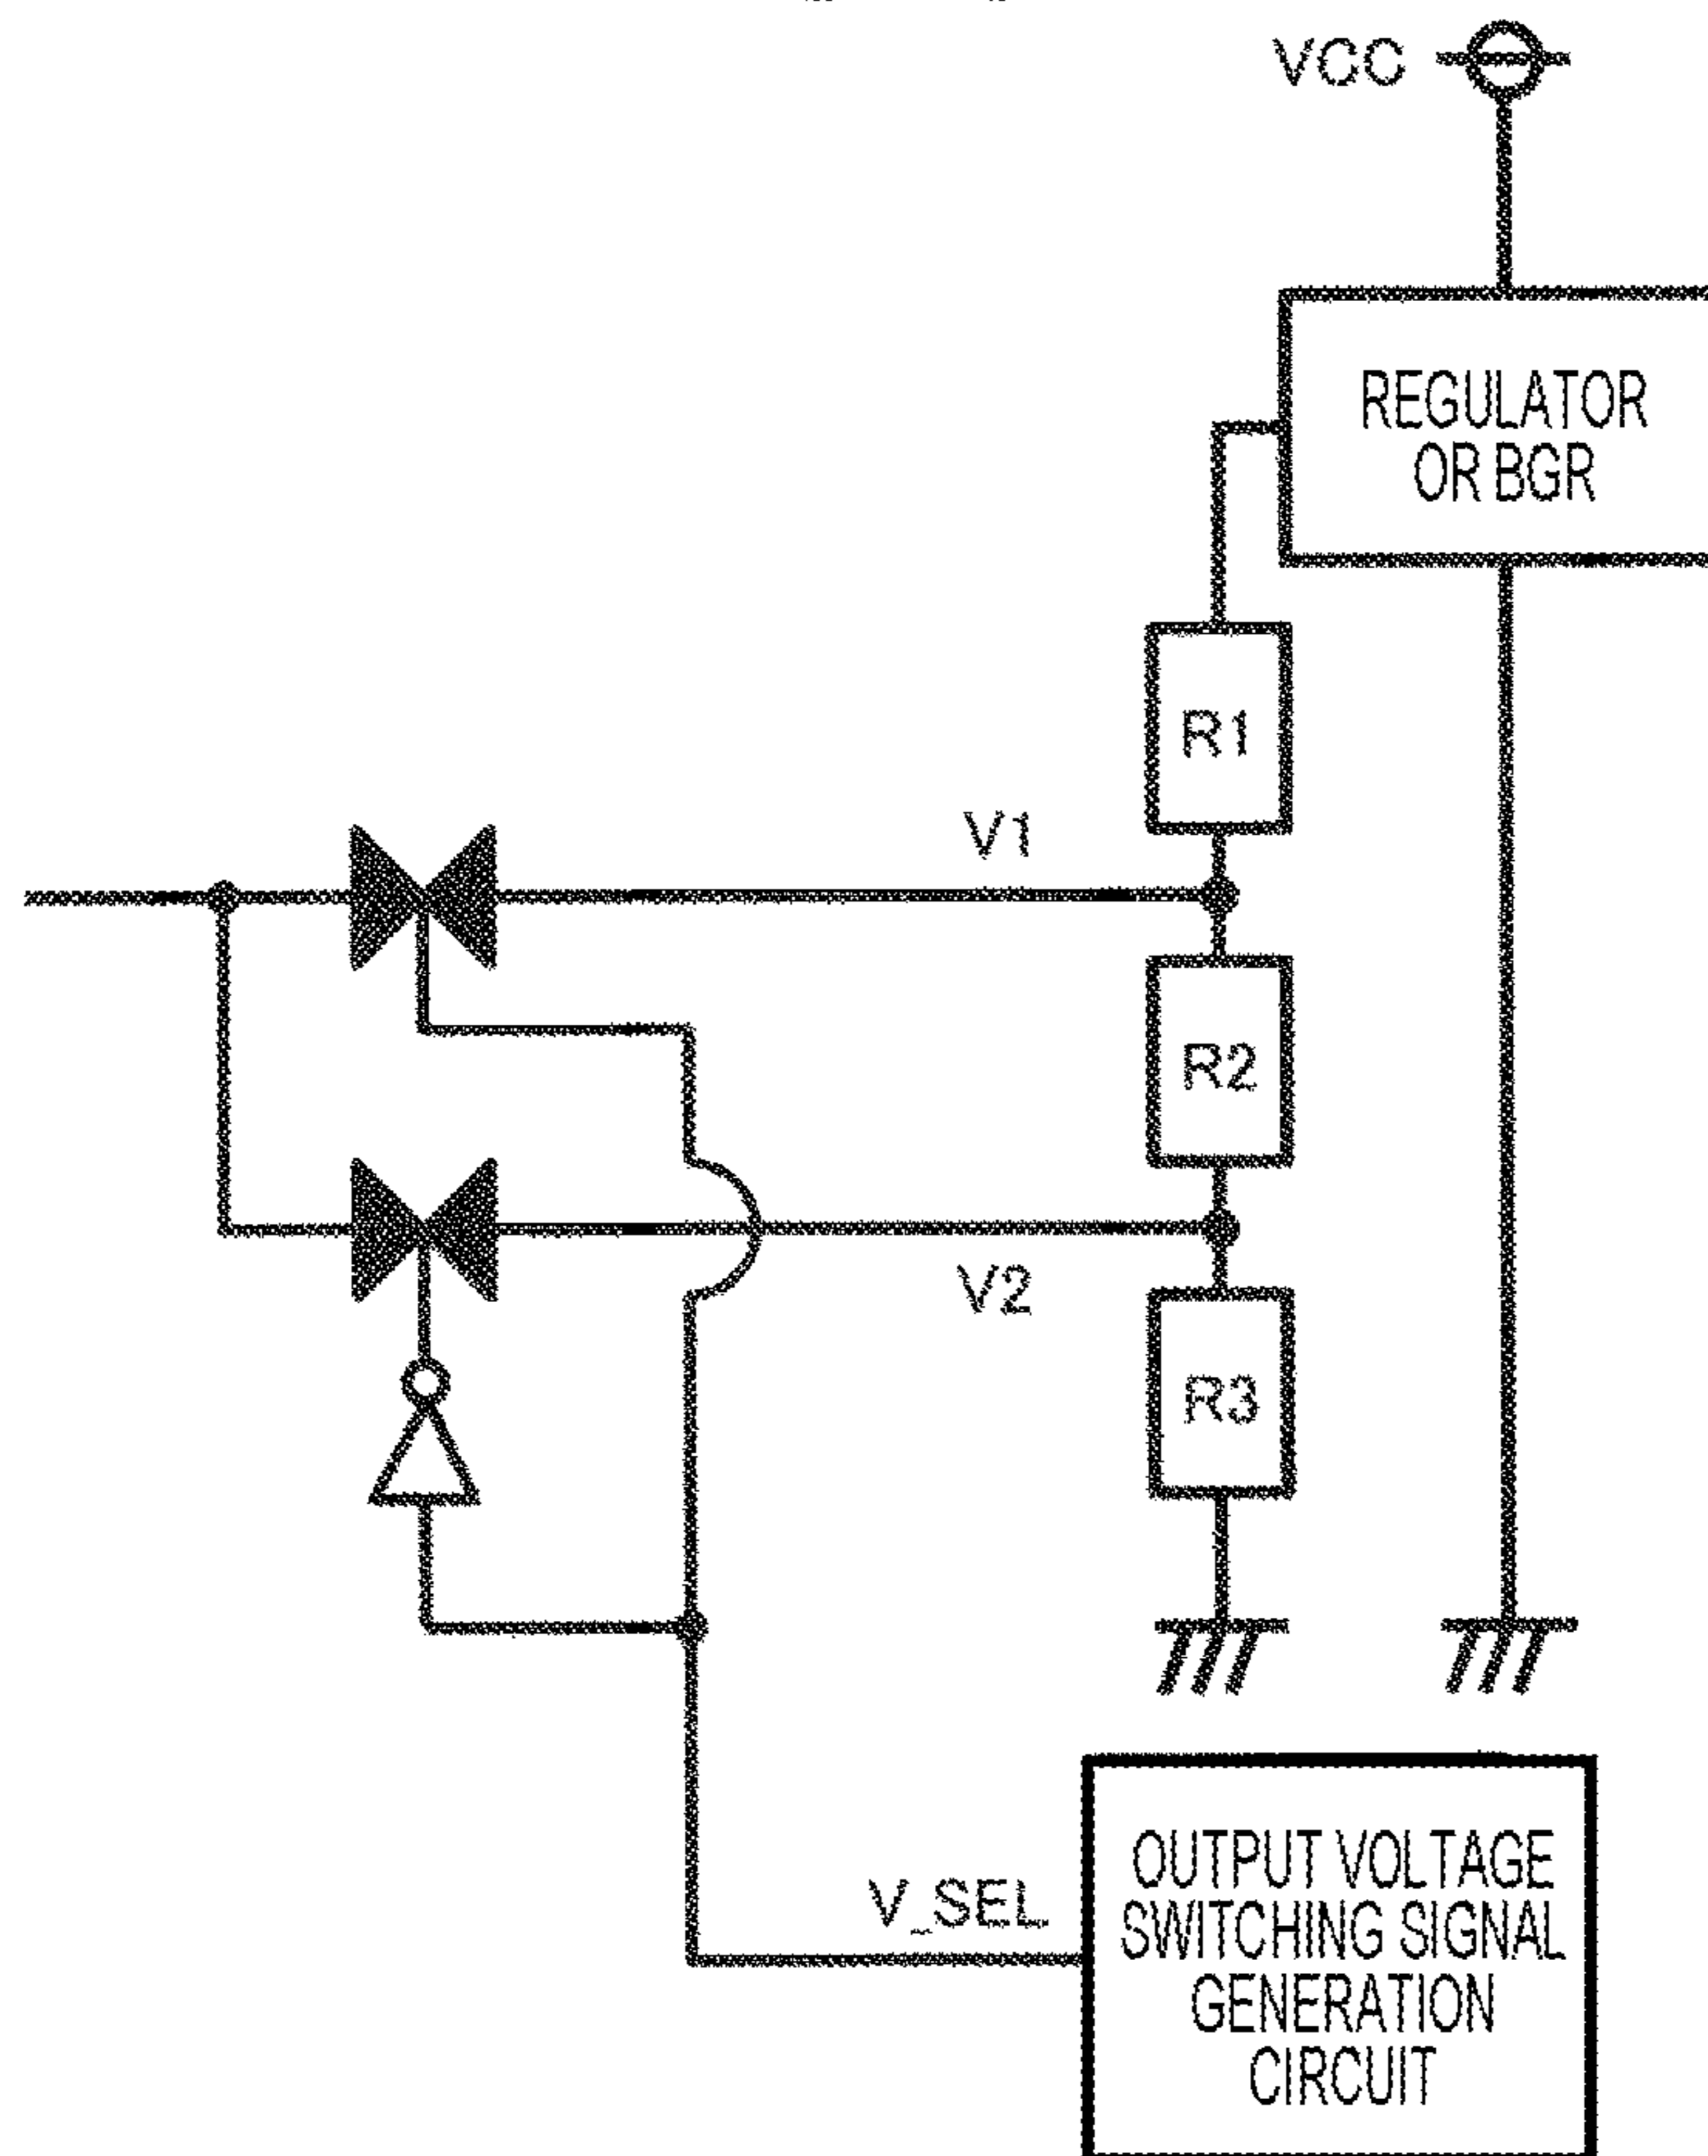 VCC
REGULATOR
OR BGR
R1
V1
R2
V2
R3
V_SEL
OUTPUT VOLTAGE
SWITCHING SIGNAL
GENERATION
CIRCUIT